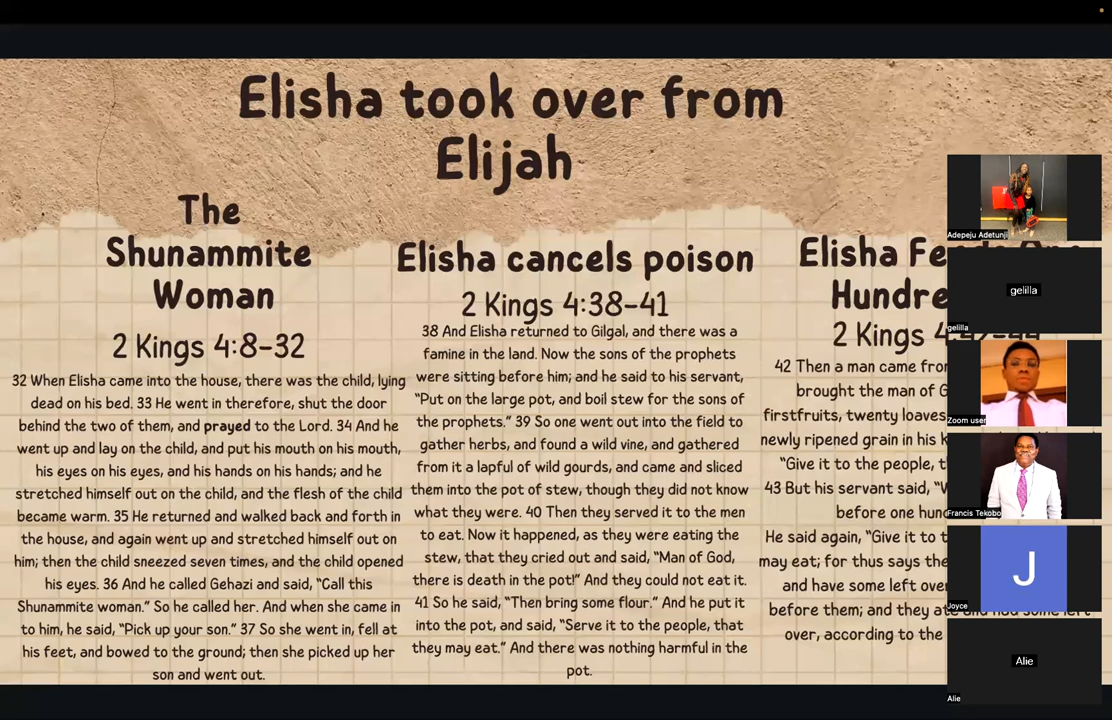 Elisha took over from
Elijah
The
Shunammite
Woman
2 Kings 4:8-32
32 When Elisha came into the house, there was the child, lying
dead on his bed. 33 He went in therefore, shut the door
behind the two of them, and prayed to the Lord. 34 And he
went up and lay on the child, and put his mouth on his mouth,
his eyes on his eyes, and his hands on his hands; and he
stretched himself out on the child, and the flesh of the child
became warm. 35 He returned and walked back and forth in
the house, and again went up and stretched himself out on
him; then the child sneezed seven times, and the child opened
his eyes. 36 And he called Gehazi and said, “Call this
Shunammite woman.” So he called her. And when she came in
to him, he said, “Pick up your son.” 37 So she went in, fell at
his feet, and bowed to the ground; then she picked up her
son and went out.
Elisha cancels poison
2 Kings 4:38-41
38 And Elisha returned to Gilgal, and there was a
famine in the land. Now the sons of the prophets
were sitting before him; and he said to his servant,
“Put on the large pot, and boil stew for the sons of
the prophets.” 39 So one went out into the field to
gather herbs, and found a wild vine, and gathered
from it a lapful of wild gourds, and came and sliced
them into the pot of stew, though they did not know
what they were. 40 Then they served it to the men
to eat. Now it happened, as they were eating the
stew, that they cried out and said, “Man of God,
there is death in the pot!” And they could not eat it.
41 So he said, “Then bring some flour.” And he put it
into the pot, and said, “Serve it to the people, that
they may eat.” And there was nothing harmful in the
pot.
Elisha
2 Kings
42 Then a man came
brought the man of
firstfruits, twenty loaves
newly ripened grain in his
“Give it to the people,
43 But his servant said,
before one
He said again, “Give it to
may eat; for thus says the
and have some left
before them; and they
over, according to the
Adepeju Adetunji
gelilla
gelilla
Zoom user
Francis Tekobo
J
Joyce
Alie
Alie